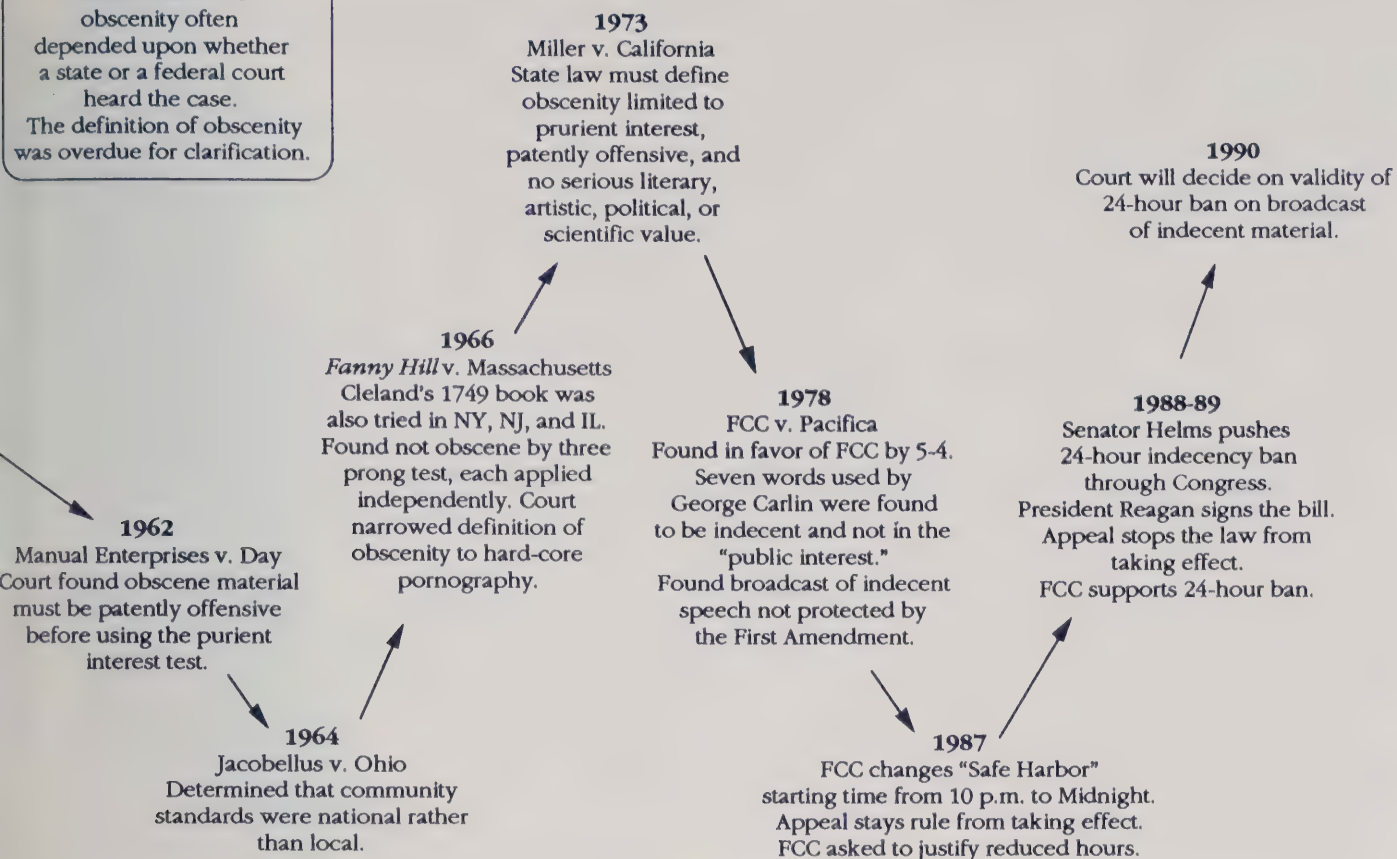 obscenity often
depended upon whether
a state or a federal court
heard the case.
The definition of obscenity
was overdue for clarification.
1962
Manual Enterprises v. Day
Court found obscene material
must be patently offensive
before using the purient
interest test.
1964
Jacobellus v. Ohio
Determined that community
standards were national rather
than local.
1966
Fanny Hill v. Massachusetts
Cleland's 1749 book was
also tried in NY, NJ, and IL.
Found not obscene by three
prong test, each applied
independently. Court
narrowed definition of
obscenity to hard-core
pornography.
1973
Miller v. California
State law must define
obscenity limited to
prurient interest,
patently offensive, and
no serious literary,
artistic, political, or
scientific value.
1978
FCC v. Pacifica
Found in favor of FCC by 5-4.
Seven words used by
George Carlin were found
to be indecent and not in the
"public interest."
Found broadcast of indecent
speech not protected by
the First Amendment.
1987
FCC changes "Safe Harbor"
starting time from 10 p.m. to Midnight.
Appeal stays rule from taking effect.
FCC asked to justify reduced hours.
1988-89
Senator Helms pushes
24-hour indecency ban
through Congress.
President Reagan signs the bill.
Appeal stops the law from
taking effect.
FCC supports 24-hour ban.
1990
Court will decide on validity of
24-hour ban on broadcast
of indecent material.